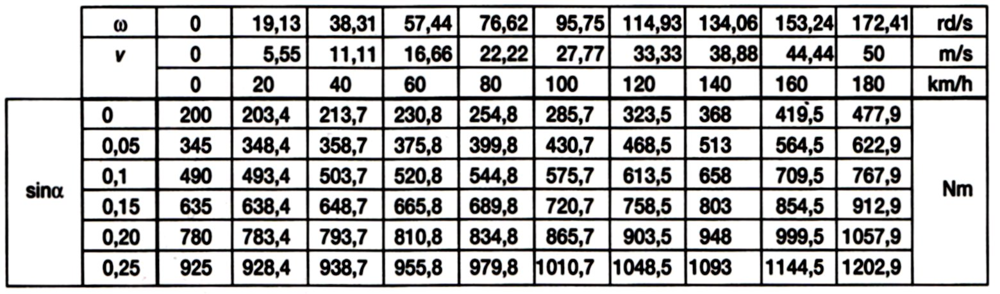 ω 0 19,13 38,31 57,44 76,62 95,75 114,93 134,06 153,24 172,41 rd/s
v 0 5,55 11,11 16,66 22,22 27,77 33,33 38,88 44,44 50 m/s
0 20 40 60 80 100 120 140 160 180 km/h
0 200 203,4 213,7 230,8 254,8 285,7 323,5 368 419,5 477,9
0,05 345 348,4 358,7 375,8 399,8 430,7 468,5 513 564,5 622,9
0,1 490 493,4 503,7 520,8 544,8 575,7 613,5 658 709,5 767,9
sinα Nm
0,15 635 638,4 648,7 665,8 689,8 720,7 758,5 803 854,5 912,9
0,20 780 783,4 793,7 810,8 834,8 865,7 903,5 948 999,5 1057,9
0,25 925 928,4 938,7 955,8 979,8 1010,7 1048,5 1093 1144,5 1202,9